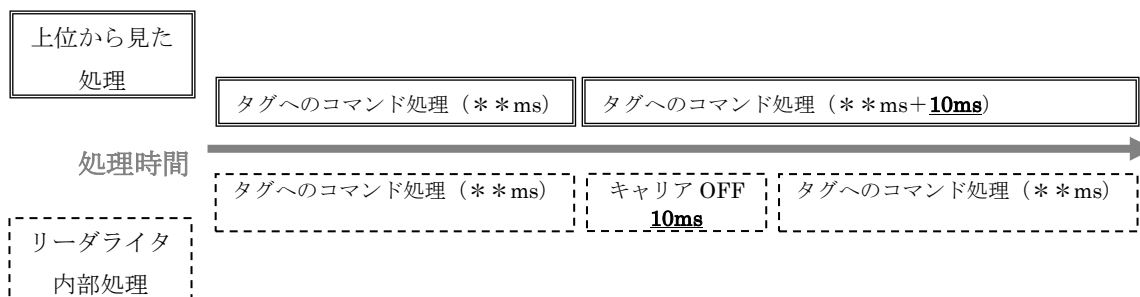 上位から見た
処理
タグへのコマンド処理（＊＊ms）
タグへのコマンド処理（＊＊ms＋10ms）
処理時間
タグへのコマンド処理（＊＊ms）
キャリア OFF
10ms
タグへのコマンド処理（＊＊ms）
リーダライタ
内部処理